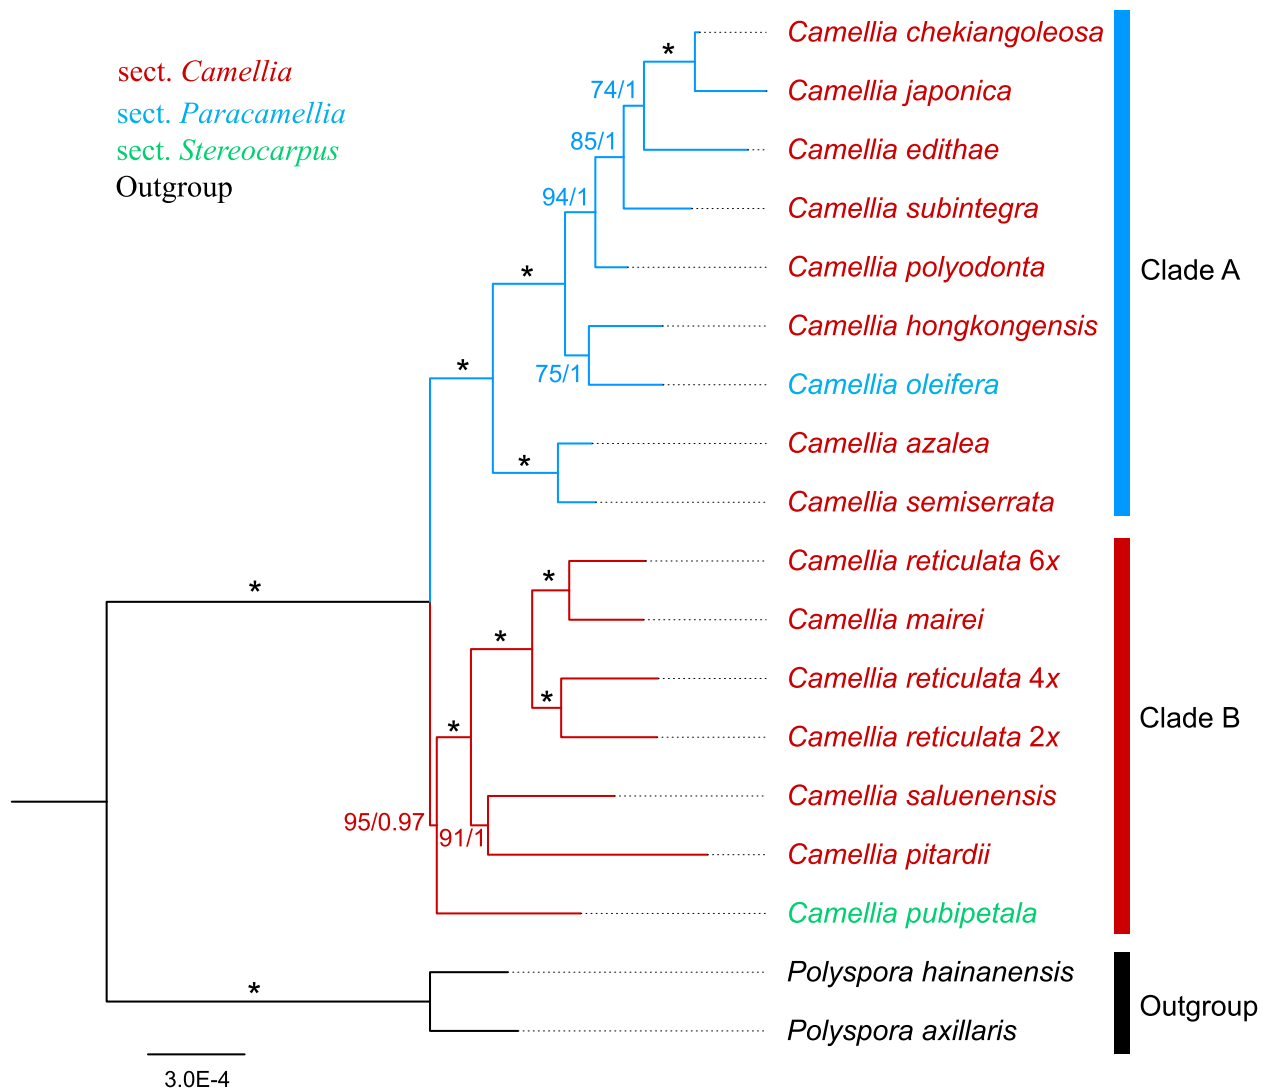 sect. Camellia
sect. Paracamellia
sect. Stereocarpus
Outgroup
*
Camellia chekiangoleosa
74/1
Camellia japonica
85/1
Camellia edithae
94/1
Camellia subintegra
*
Camellia polyodonta
Clade A
Camellia hongkongensis
*
75/1
Camellia oleifera
Camellia azalea
*
Camellia semiserrata
*
Camellia reticulata 6x
*
Camellia mairei
*
Camellia reticulata 4x
*
Camellia reticulata 2x
Clade B
*
Camellia saluenensis
95/0.97
91/1
Camellia pitardii
Camellia pubipetala
*
Polyspora hainanensis
Outgroup
Polyspora axillaris
3.0E-4